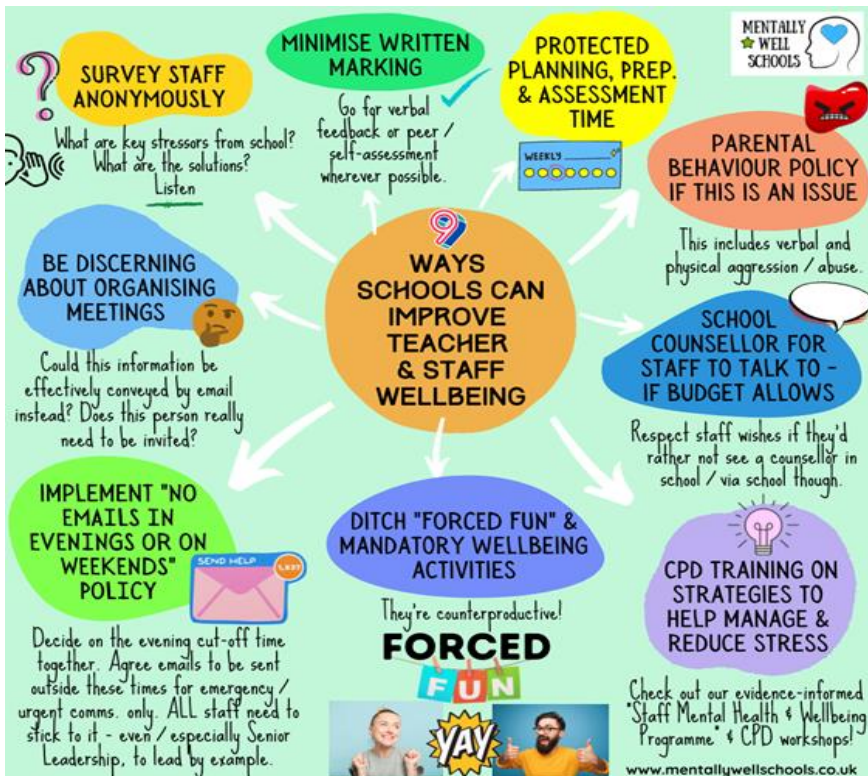 MENTALLY
WELL
SCHOOLS
9
WAYS
SCHOOLS CAN
IMPROVE
TEACHER
& STAFF
WELLBEING
SURVEY STAFF
ANONYMOUSLY
What are key stressors from school?
What are the solutions?
Listen
MINIMISE WRITTEN
MARKING
Go for verbal
feedback or peer /
self-assessment
wherever possible.
PROTECTED
PLANNING, PREP.
& ASSESSMENT
TIME
WEEKLY
PARENTAL
BEHAVIOUR POLICY
IF THIS IS AN ISSUE
This includes verbal and
physical aggression / abuse.
BE DISCERNING
ABOUT ORGANISING
MEETINGS
Could this information be
effectively conveyed by email
instead? Does this person really
need to be invited?
SCHOOL
COUNSELLOR FOR
STAFF TO TALK TO -
IF BUDGET ALLOWS
Respect staff wishes if they'd
rather not see a counsellor in
school / via school though.
IMPLEMENT "NO
EMAILS IN
EVENINGS OR ON
WEEKENDS"
POLICY
SEND HELP
Decide on the evening cut-off time
together. Agree emails to be sent
outside these times for emergency /
urgent comms. only. ALL staff need to
stick to it - even / especially Senior
Leadership, to lead by example.
DITCH "FORCED FUN" &
MANDATORY WELLBEING
ACTIVITIES
They're counterproductive!
FORCED
FUN
YAY
CPD TRAINING ON
STRATEGIES TO
HELP MANAGE &
REDUCE STRESS
Check out our evidence-informed
"Staff Mental Health & Wellbeing
Programme" & CPD workshops!
www.mentallywellschools.co.uk